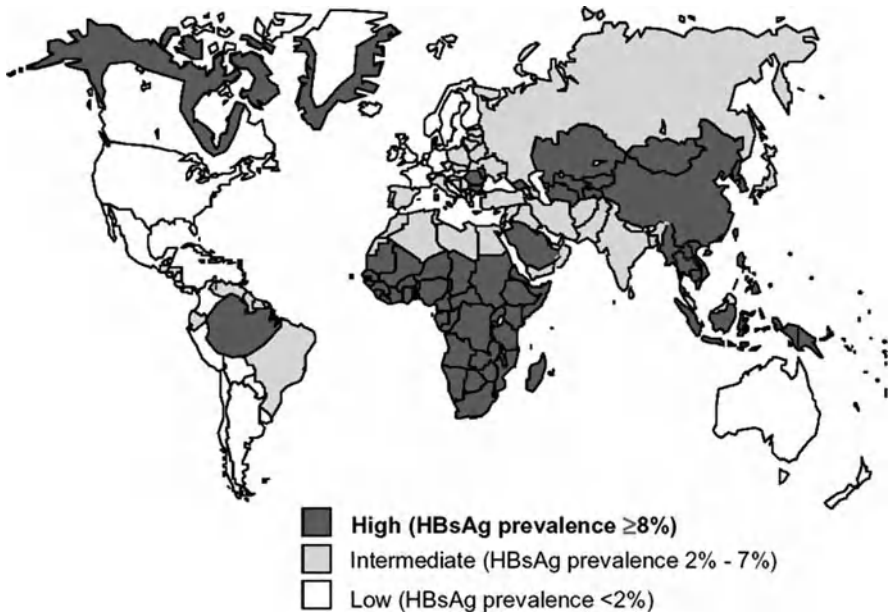 High (HBsAg prevalence ≥8%)
Intermediate (HBsAg prevalence 2% - 7%)
Low (HBsAg prevalence <2%)